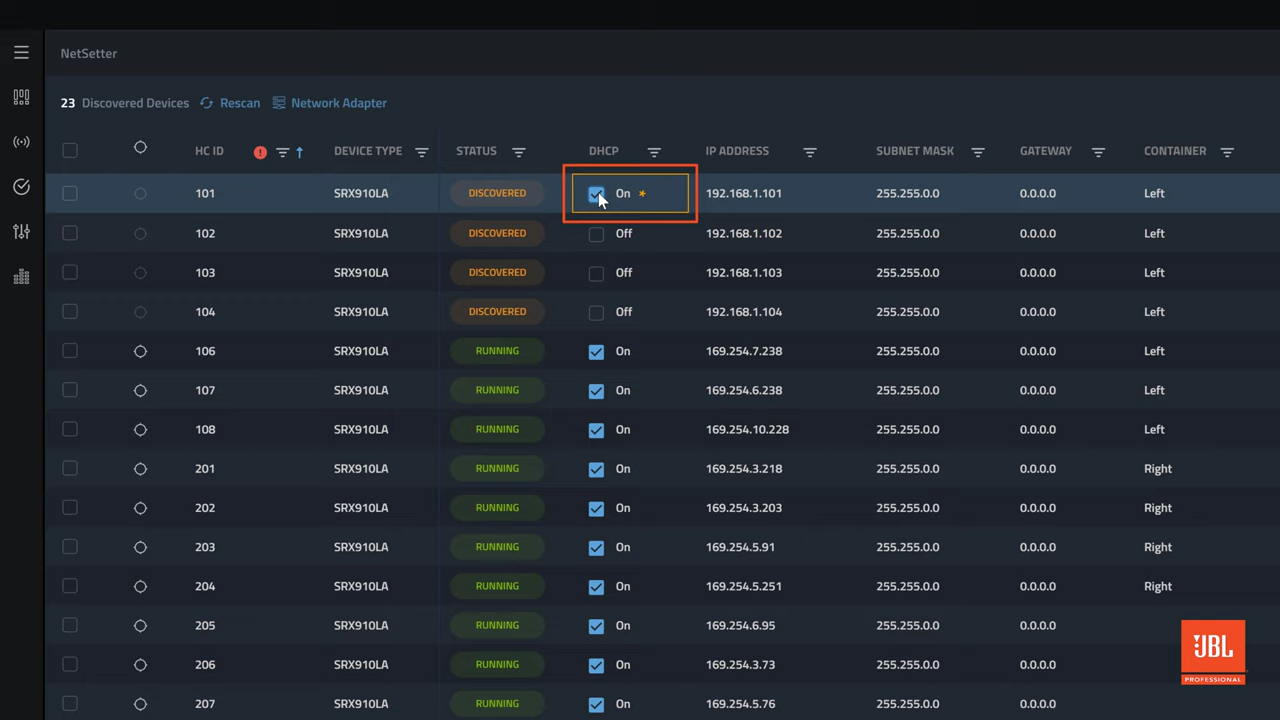 NetSetter
23 Discovered Devices Rescan Network Adapter
HC ID ! DEVICE TYPE STATUS DHCP IP ADDRESS SUBNET MASK GATEWAY CONTAINER
101 SRX910LA DISCOVERED On * 192.168.1.101 255.255.0.0 0.0.0.0 Left
102 SRX910LA DISCOVERED Off 192.168.1.102 255.255.0.0 0.0.0.0 Left
103 SRX910LA DISCOVERED Off 192.168.1.103 255.255.0.0 0.0.0.0 Left
104 SRX910LA DISCOVERED Off 192.168.1.104 255.255.0.0 0.0.0.0 Left
106 SRX910LA RUNNING On 169.254.7.238 255.255.0.0 0.0.0.0 Left
107 SRX910LA RUNNING On 169.254.6.238 255.255.0.0 0.0.0.0 Left
108 SRX910LA RUNNING On 169.254.10.228 255.255.0.0 0.0.0.0 Left
201 SRX910LA RUNNING On 169.254.3.218 255.255.0.0 0.0.0.0 Right
202 SRX910LA RUNNING On 169.254.3.203 255.255.0.0 0.0.0.0 Right
203 SRX910LA RUNNING On 169.254.5.91 255.255.0.0 0.0.0.0 Right
204 SRX910LA RUNNING On 169.254.5.251 255.255.0.0 0.0.0.0 Right
205 SRX910LA RUNNING On 169.254.6.95 255.255.0.0 0.0.0.0
206 SRX910LA RUNNING On 169.254.3.73 255.255.0.0 0.0.0.0
207 SRX910LA RUNNING On 169.254.5.76 255.255.0.0 0.0.0.0
JBL
PROFESSIONAL